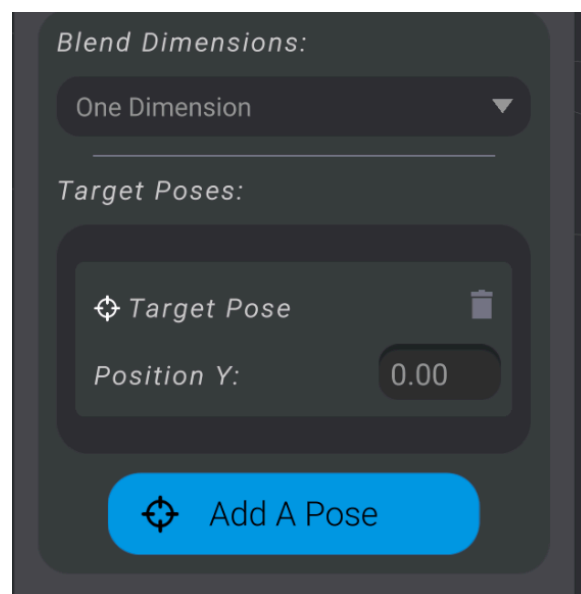 Blend Dimensions:
One Dimension
Target Poses:
Target Pose
Position Y:
0.00
Add A Pose